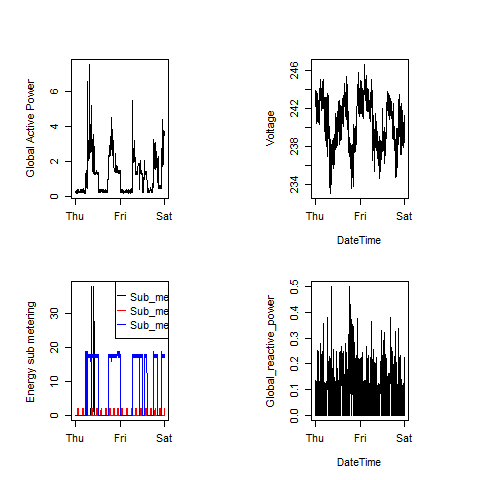 Global Active Power
0 2 4 6
Thu Fri Sat
Voltage
234 238 242 246
Thu Fri Sat
DateTime
Energy sub metering
0 10 20 30
Sub_me
Sub_me
Sub_me
Thu Fri Sat
Global_reactive_power
0.0 0.1 0.2 0.3 0.4 0.5
Thu Fri Sat
DateTime